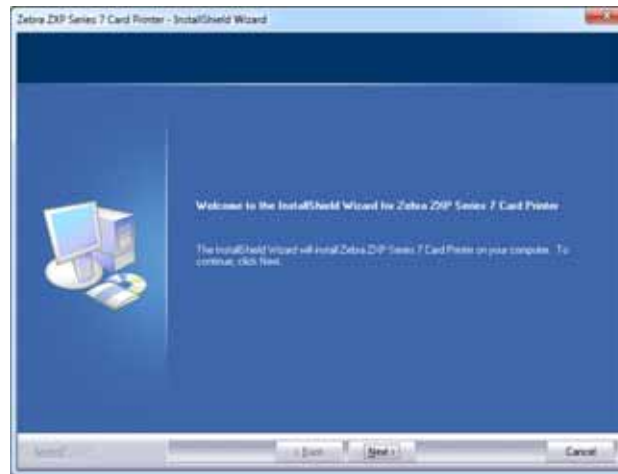 Zebra ZXP Series 7 Card Printer - InstallShield Wizard
Welcome to the InstallShield Wizard for Zebra ZXP Series 7 Card Printer
The InstallShield Wizard will install Zebra ZXP Series 7 Card Printer on your computer. To
continue, click Next.
< Back
Next >
Cancel